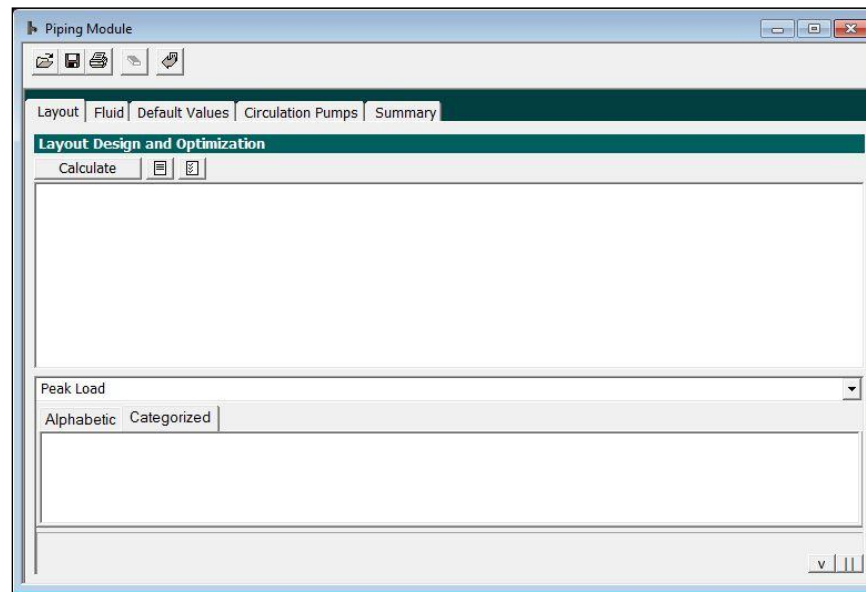 Piping Module
Layout Fluid Default Values Circulation Pumps Summary
Layout Design and Optimization
Calculate
Peak Load
Alphabetic Categorized
v ||